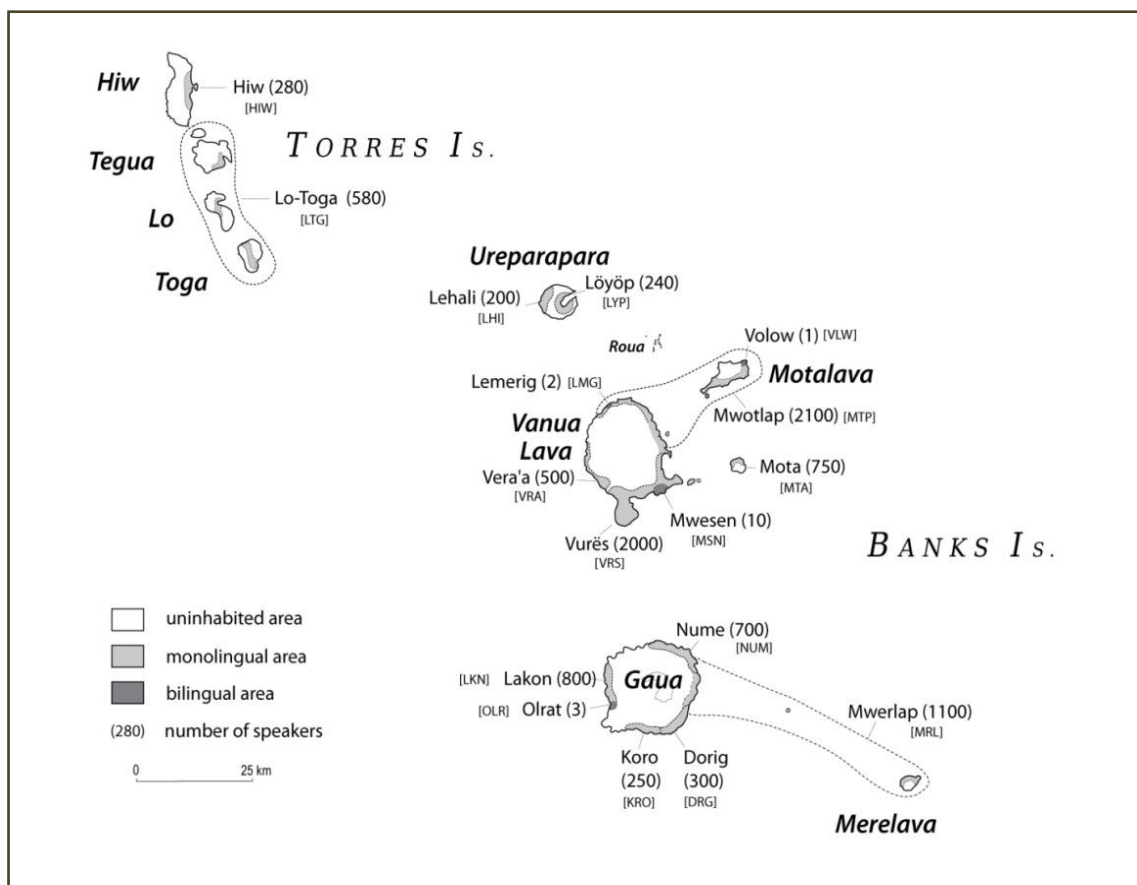 Hiw
Hiw (280)
[HIW]
TORRES IS.
Tegua
Lo-Toga (580)
[LTG]
Lo
Toga
Ureparapara
Löyöp (240)
[LYP]
Lehali (200)
[LHI]
Roua
Volow (1) [VLW]
Motalava
Lemerig (2) [LMG]
Mwotlap (2100) [MTP]
Vanua
Lava
Mota (750)
[MTA]
Vera'a (500)
[VRA]
Mwesen (10)
[MSN]
Vurës (2000)
[VRS]
BANKS IS.
uninhabited area
monolingual area
bilingual area
(280) number of speakers
0 25 km
Nume (700)
[NUM]
[LKN] Lakon (800)
Gaua
[OLR] Olrat (3)
Mwerlap (1100)
[MRL]
Koro
(250)
[KRO]
Dorig
(300)
[DRG]
Merelava